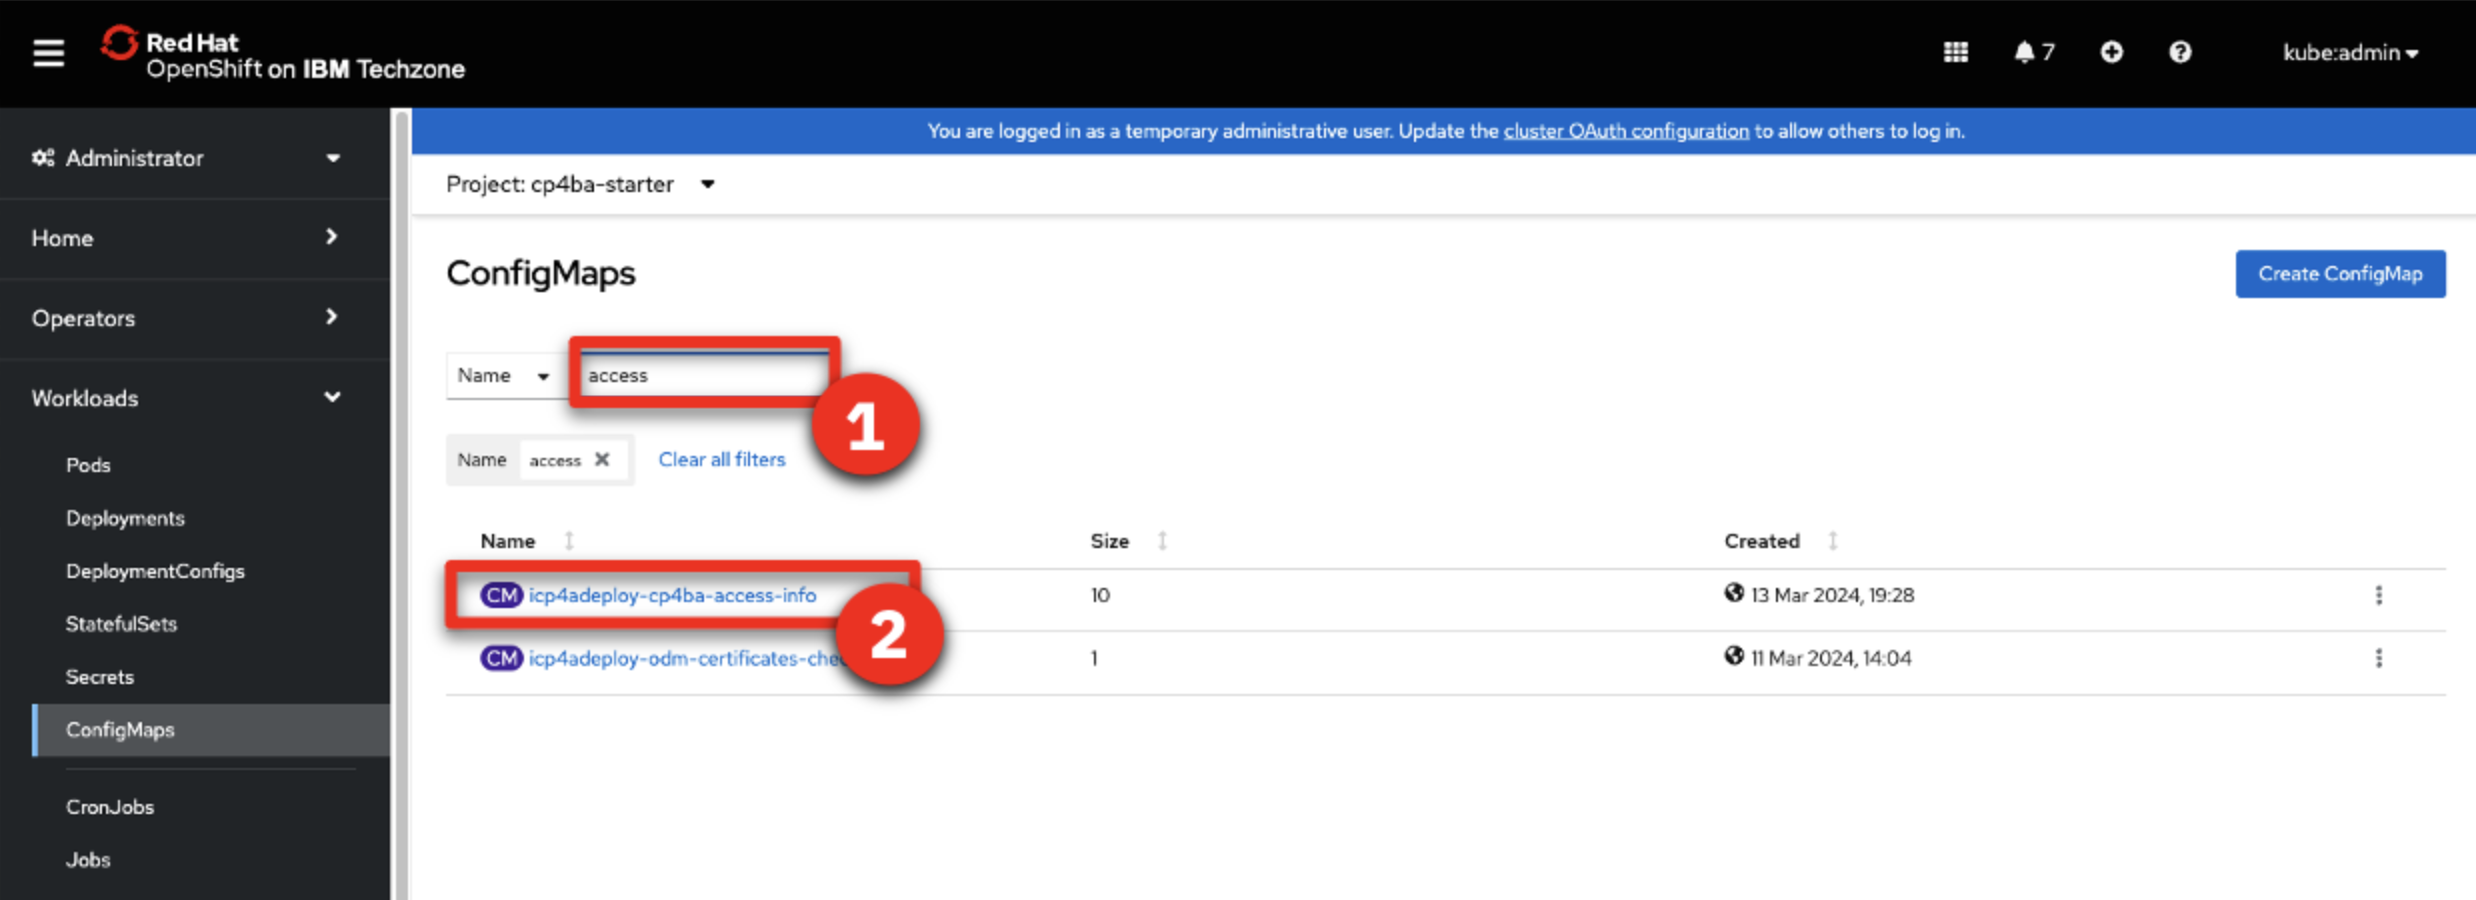 Red Hat
OpenShift on IBM Techzone
7
kube:admin
You are logged in as a temporary administrative user. Update the cluster OAuth configuration to allow others to log in.
Administrator
Home
Operators
Workloads
Pods
Deployments
DeploymentConfigs
StatefulSets
Secrets
ConfigMaps
CronJobs
Jobs
Project: cp4ba-starter
ConfigMaps
Create ConfigMap
Name access
1
Name access Clear all filters
Name Size Created
CM icp4adeploy-cp4ba-access-info 10 13 Mar 2024, 19:28
2
CM icp4adeploy-odm-certificates-che 1 11 Mar 2024, 14:04